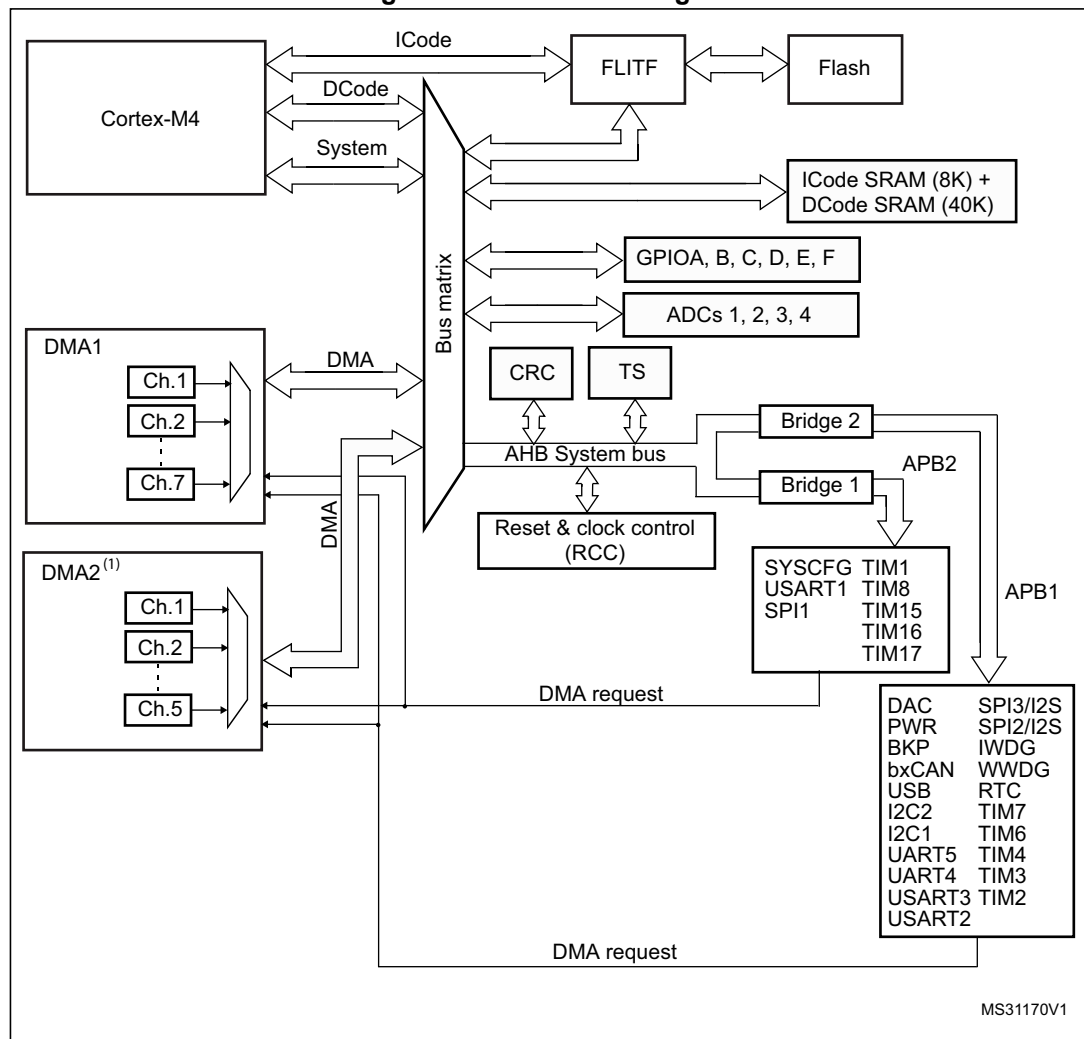 ICode
FLITF
Flash
Cortex-M4
DCode
System
ICode SRAM (8K) +
DCode SRAM (40K)
Bus matrix
GPIOA, B, C, D, E, F
ADCs 1, 2, 3, 4
DMA1
Ch.1
Ch.2
Ch.7
DMA
CRC
TS
AHB System bus
Bridge 2
Bridge 1
APB2
Reset & clock control
(RCC)
DMA
DMA2 (1)
Ch.1
Ch.2
Ch.5
SYSCFG TIM1
USART1 TIM8
SPI1 TIM15
TIM16
TIM17
APB1
DMA request
DAC SPI3/I2S
PWR SPI2/I2S
BKP IWDG
bxCAN WWDG
USB RTC
I2C2 TIM7
I2C1 TIM6
UART5 TIM4
UART4 TIM3
USART3 TIM2
USART2
DMA request
MS31170V1